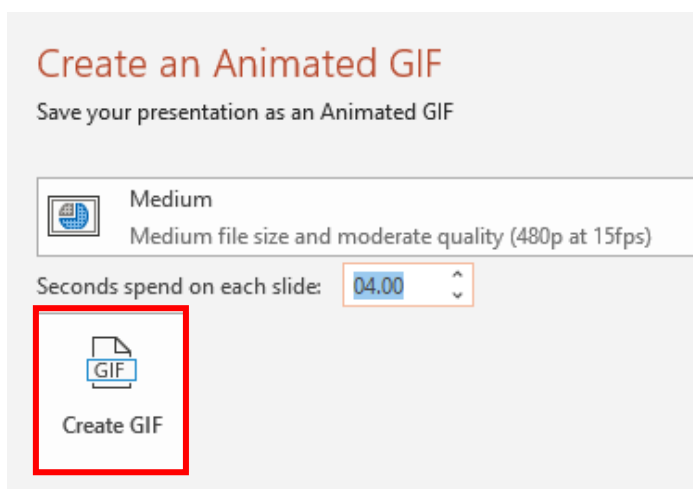 Create an Animated GIF
Save your presentation as an Animated GIF
Medium
Medium file size and moderate quality (480p at 15fps)
Seconds spend on each slide: 04.00
GIF
Create GIF